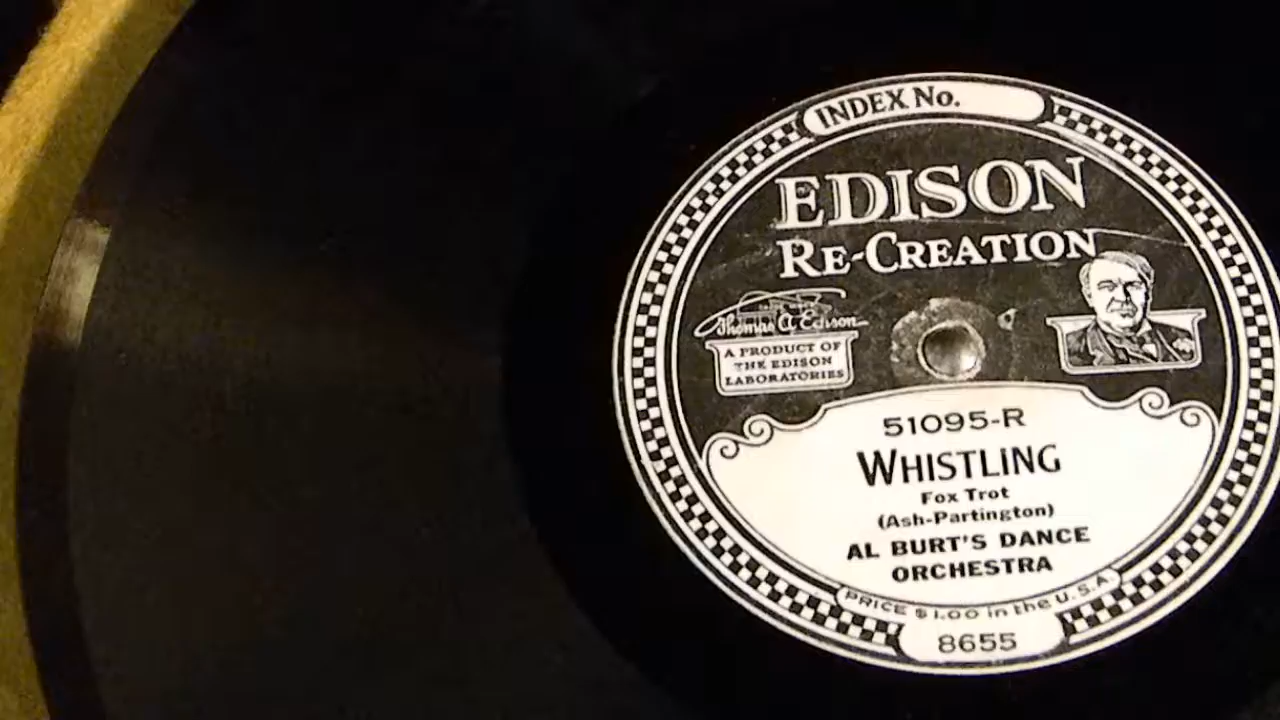 INDEX No.
EDISON
RE-CREATION
Thomas A Edison
A PRODUCT OF
THE EDISON
LABORATORIES
51095-R
WHISTLING
Fox Trot
(Ash-Partington)
AL BURT'S DANCE
ORCHESTRA
PRICE $1.00 in the U.S.A.
8655